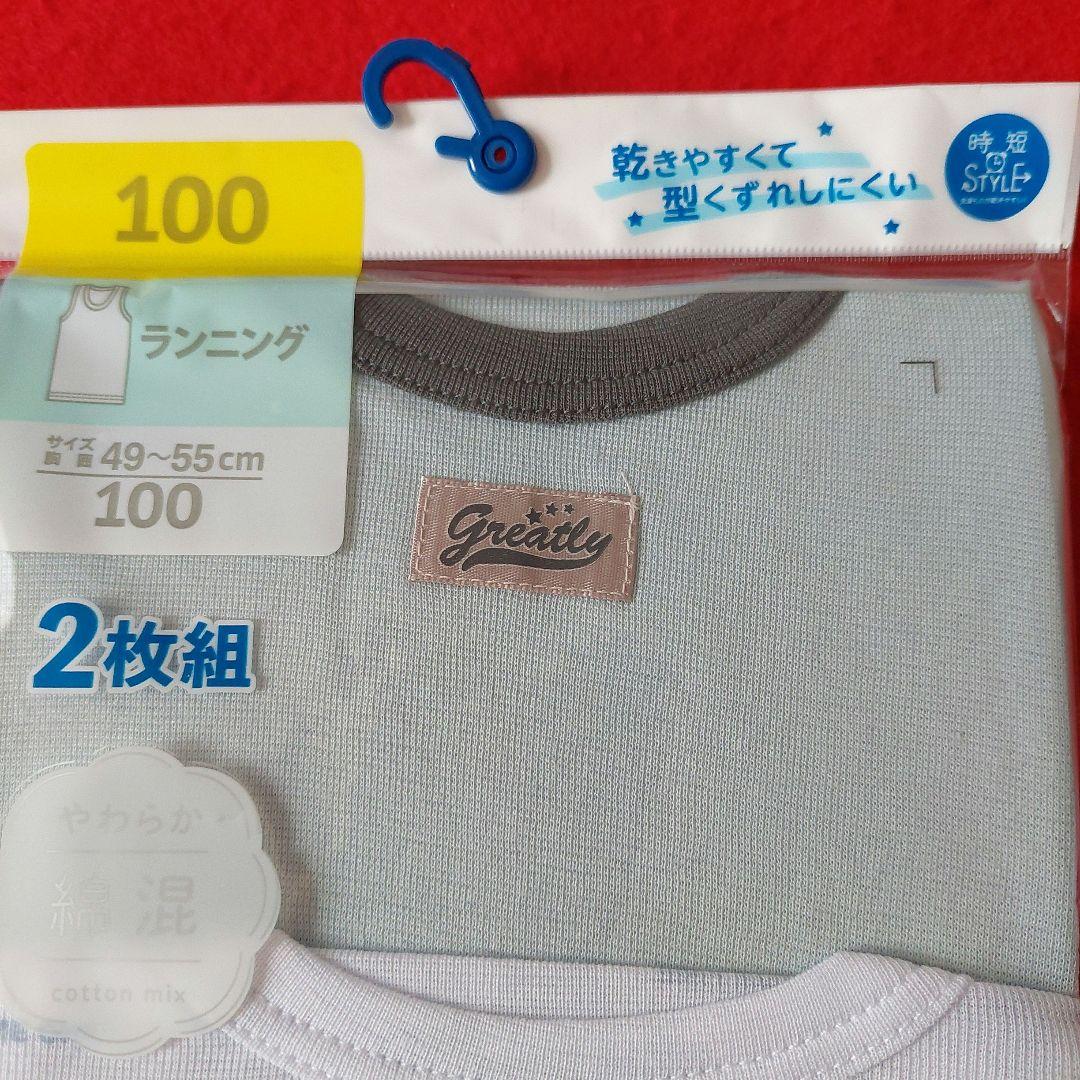 100
ランニング
サイズ
胸囲 49〜55cm
100
乾きやすくて
型くずれしにくい
時短
STYLE
greatly
2枚組
やわらか
綿混
cotton mix